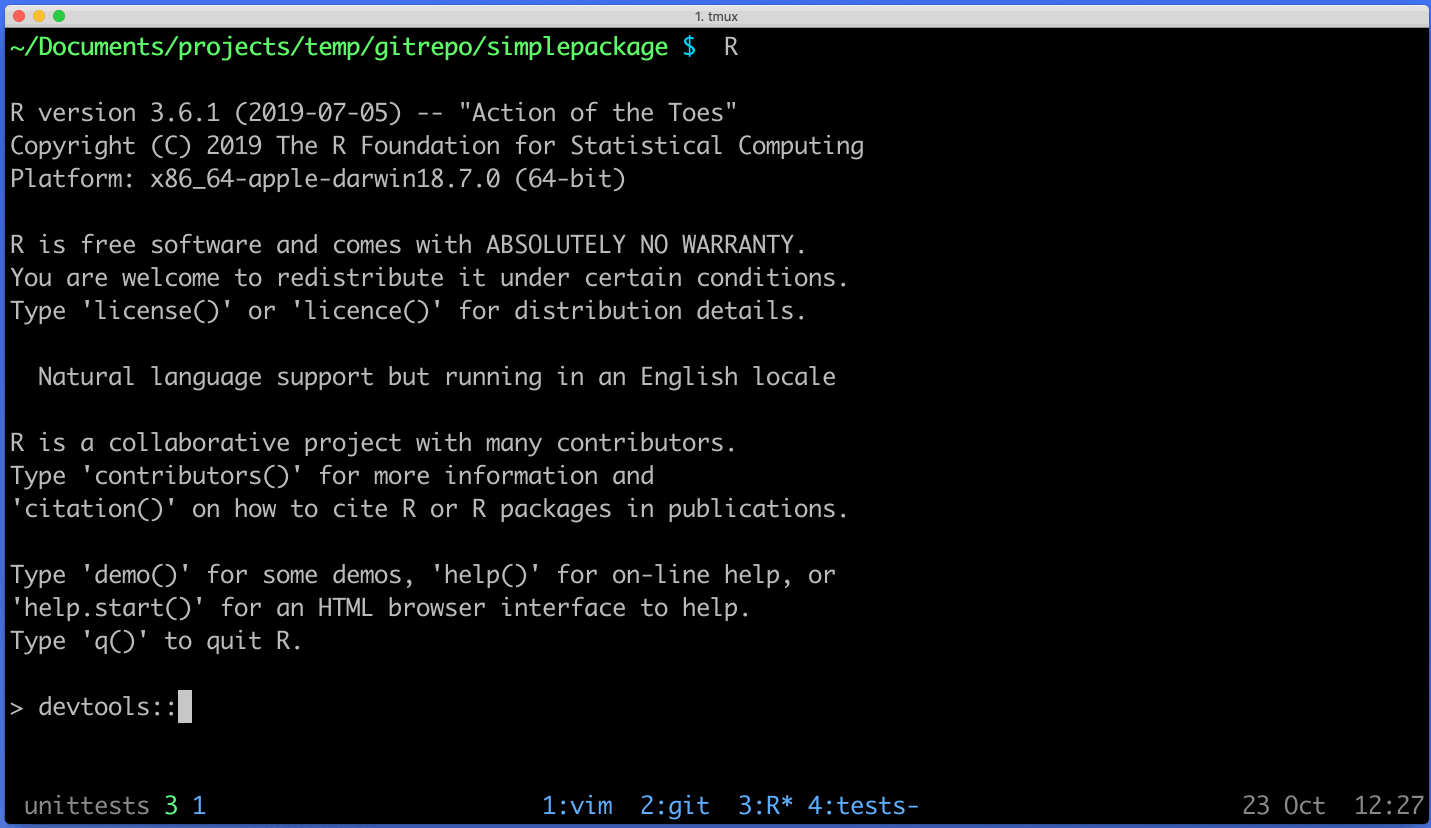 1. tmux
~/Documents/projects/temp/gitrepo/simplepackage $  R
R version 3.6.1 (2019-07-05) -- "Action of the Toes"
Copyright (C) 2019 The R Foundation for Statistical Computing
Platform: x86_64-apple-darwin18.7.0 (64-bit)
R is free software and comes with ABSOLUTELY NO WARRANTY.
You are welcome to redistribute it under certain conditions.
Type 'license()' or 'licence()' for distribution details.
  Natural language support but running in an English locale
R is a collaborative project with many contributors.
Type 'contributors()' for more information and
'citation()' on how to cite R or R packages in publications.
Type 'demo()' for some demos, 'help()' for on-line help, or
'help.start()' for an HTML browser interface to help.
Type 'q()' to quit R.
> devtools::
unittests 3 1 1:vim  2:git  3:R* 4:tests- 23 Oct  12:27